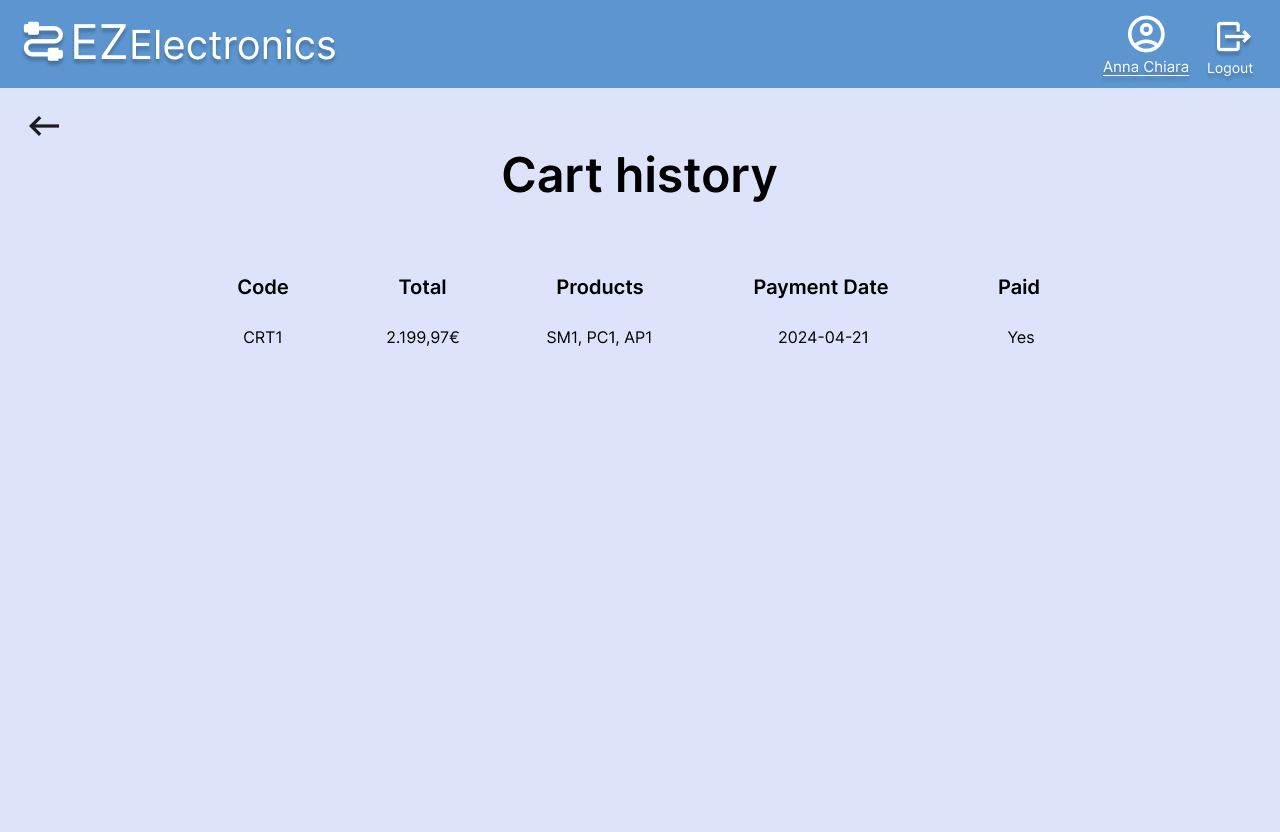 EZElectronics
Anna Chiara
Logout
Cart history
Code Total Products Payment Date Paid
CRT1 2.199,97€ SM1, PC1, AP1 2024-04-21 Yes